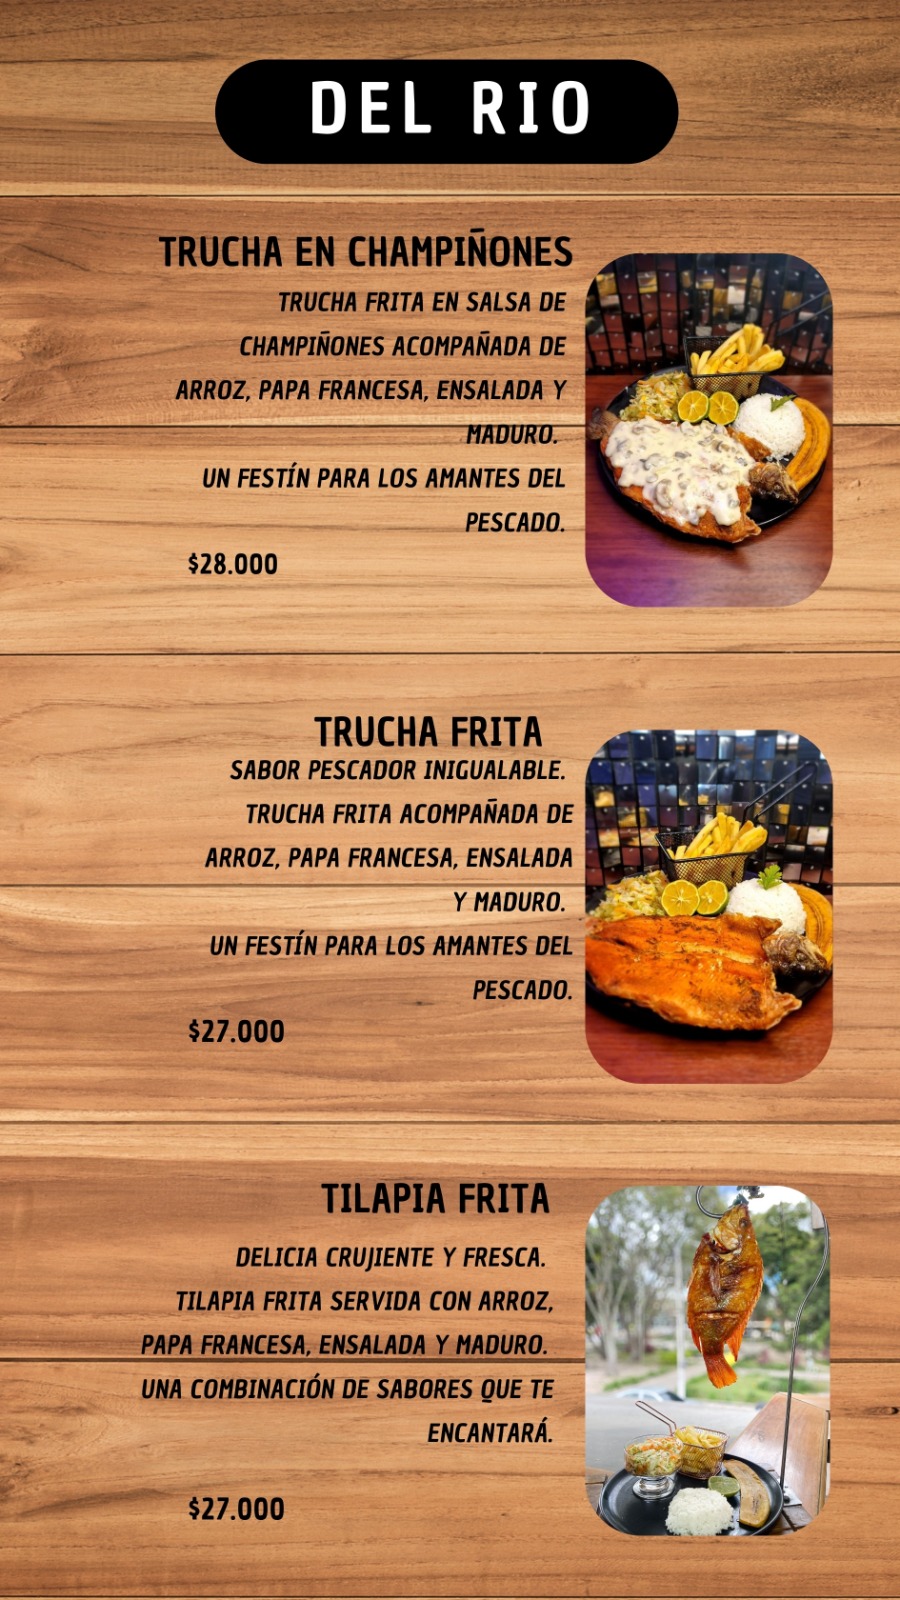 DEL RIO
TRUCHA EN CHAMPIÑONES
TRUCHA FRITA EN SALSA DE
CHAMPIÑONES ACOMPAÑADA DE
ARROZ, PAPA FRANCESA, ENSALADA Y
MADURO.
UN FESTÍN PARA LOS AMANTES DEL
PESCADO.
$28.000
TRUCHA FRITA
SABOR PESCADOR INIGUALABLE.
TRUCHA FRITA ACOMPAÑADA DE
ARROZ, PAPA FRANCESA, ENSALADA
Y MADURO.
UN FESTÍN PARA LOS AMANTES DEL
PESCADO.
$27.000
TILAPIA FRITA
DELICIA CRUJIENTE Y FRESCA.
TILAPIA FRITA SERVIDA CON ARROZ,
PAPA FRANCESA, ENSALADA Y MADURO.
UNA COMBINACIÓN DE SABORES QUE TE
ENCANTARÁ.
$27.000